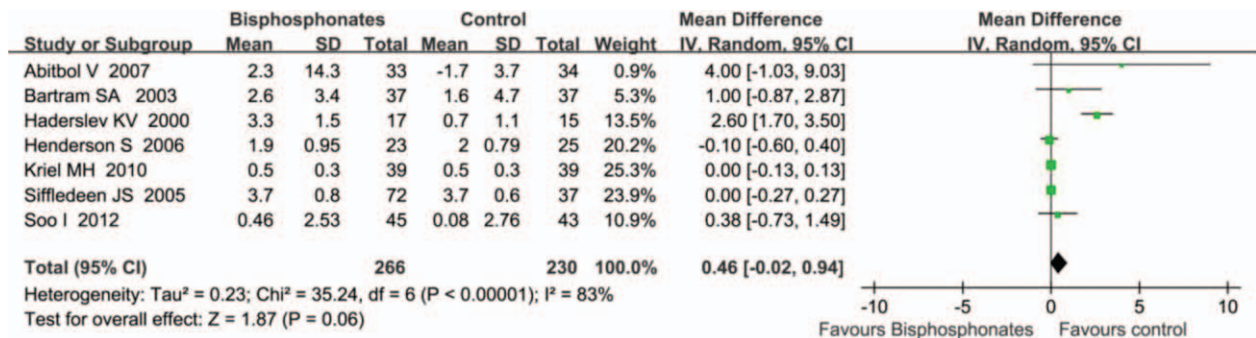 Bisphosphonates Control Mean Difference Mean Difference
Study or Subgroup Mean SD Total Mean SD Total Weight IV, Random, 95% CI IV, Random, 95% CI
Abitbol V 2007 2.3 14.3 33 -1.7 3.7 34 0.9% 4.00 [-1.03, 9.03]
Bartram SA 2003 2.6 3.4 37 1.6 4.7 37 5.3% 1.00 [-0.87, 2.87]
Haderslev KV 2000 3.3 1.5 17 0.7 1.1 15 13.5% 2.60 [1.70, 3.50]
Henderson S 2006 1.9 0.95 23 2 0.79 25 20.2% -0.10 [-0.60, 0.40]
Kriel MH 2010 0.5 0.3 39 0.5 0.3 39 25.3% 0.00 [-0.13, 0.13]
Siffledeen JS 2005 3.7 0.8 72 3.7 0.6 37 23.9% 0.00 [-0.27, 0.27]
Soo I 2012 0.46 2.53 45 0.08 2.76 43 10.9% 0.38 [-0.73, 1.49]
Total (95% CI) 266 230 100.0% 0.46 [-0.02, 0.94]
Heterogeneity: Tau² = 0.23; Chi² = 35.24, df = 6 (P < 0.00001); I² = 83%
Test for overall effect: Z = 1.87 (P = 0.06)
-10 -5 0 5 10
Favours Bisphosphonates Favours control